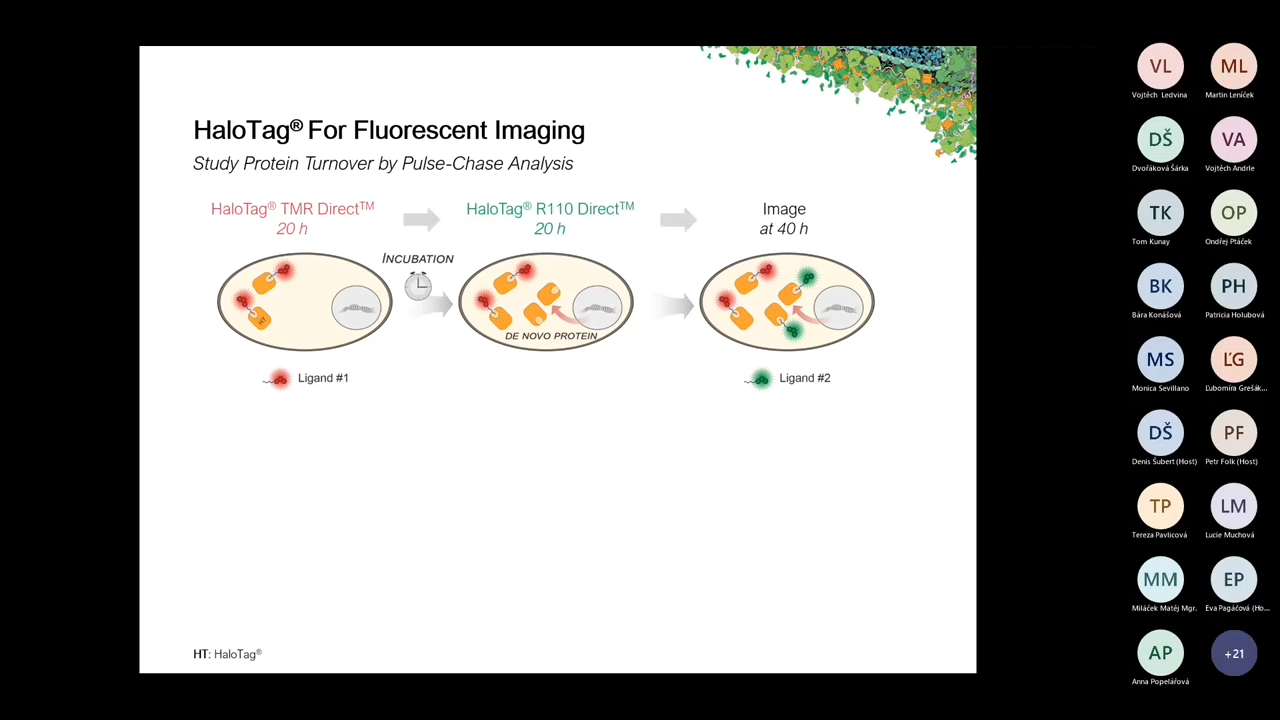 HaloTag® For Fluorescent Imaging
Study Protein Turnover by Pulse-Chase Analysis
HaloTag® TMR Direct™
20 h
HaloTag® R110 Direct™
20 h
Image
at 40 h
INCUBATION
HT
DE NOVO PROTEIN
Ligand #1
Ligand #2
HT: HaloTag®
VL
ML
Vojtěch Ledvina
Martin Leníček
DŠ
VA
Dvořáková Šárka
Vojtěch Andrle
TK
OP
Tom Kunay
Ondřej Ptáček
BK
PH
Bára Konášová
Patricia Holubová
MS
ĽG
Monica Sevillano
Ľubomíra Grešák...
DŠ
PF
Denis Šubert (Host)
Petr Folk (Host)
TP
LM
Tereza Pavlicová
Lucie Muchová
MM
EP
Miláček Matěj Mgr.
Eva Pagáčová (Ho...
AP
+21
Anna Popelářová